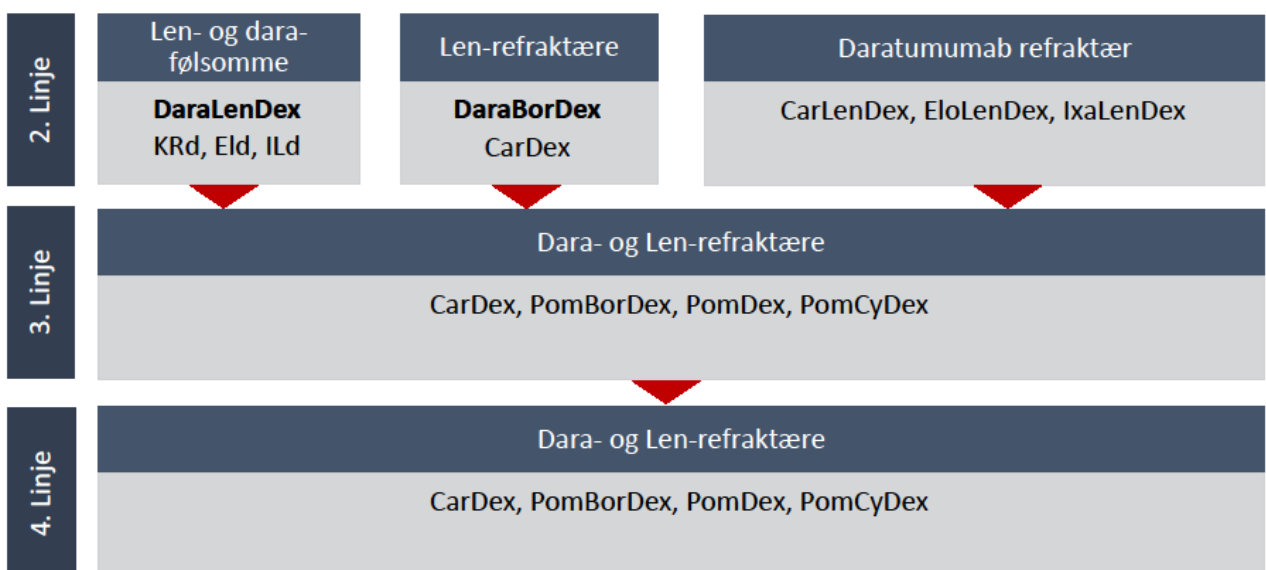 2. Linje
Len- og dara-
følsomme
DaraLenDex
KRd, Eld, ILd
Len-refraktære
DaraBorDex
CarDex
Daratumumab refraktær
CarLenDex, EloLenDex, IxaLenDex
3. Linje
Dara- og Len-refraktære
CarDex, PomBorDex, PomDex, PomCyDex
4. Linje
Dara- og Len-refraktære
CarDex, PomBorDex, PomDex, PomCyDex